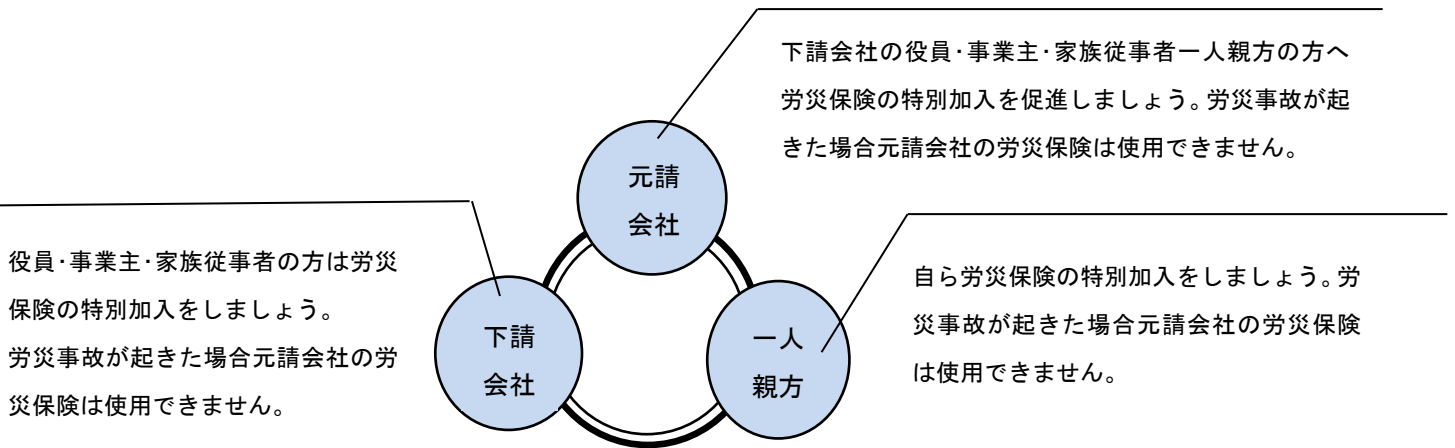 下請会社の役員・事業主・家族従事者一人親方の方へ
労災保険の特別加入を促進しましょう。労災事故が起
きた場合元請会社の労災保険は使用できません。
元請
会社
役員・事業主・家族従事者の方は労災
保険の特別加入をしましょう。
労災事故が起きた場合元請会社の労
災保険は使用できません。
下請
会社
一人
親方
自ら労災保険の特別加入をしましょう。労
災事故が起きた場合元請会社の労災保険
は使用できません。